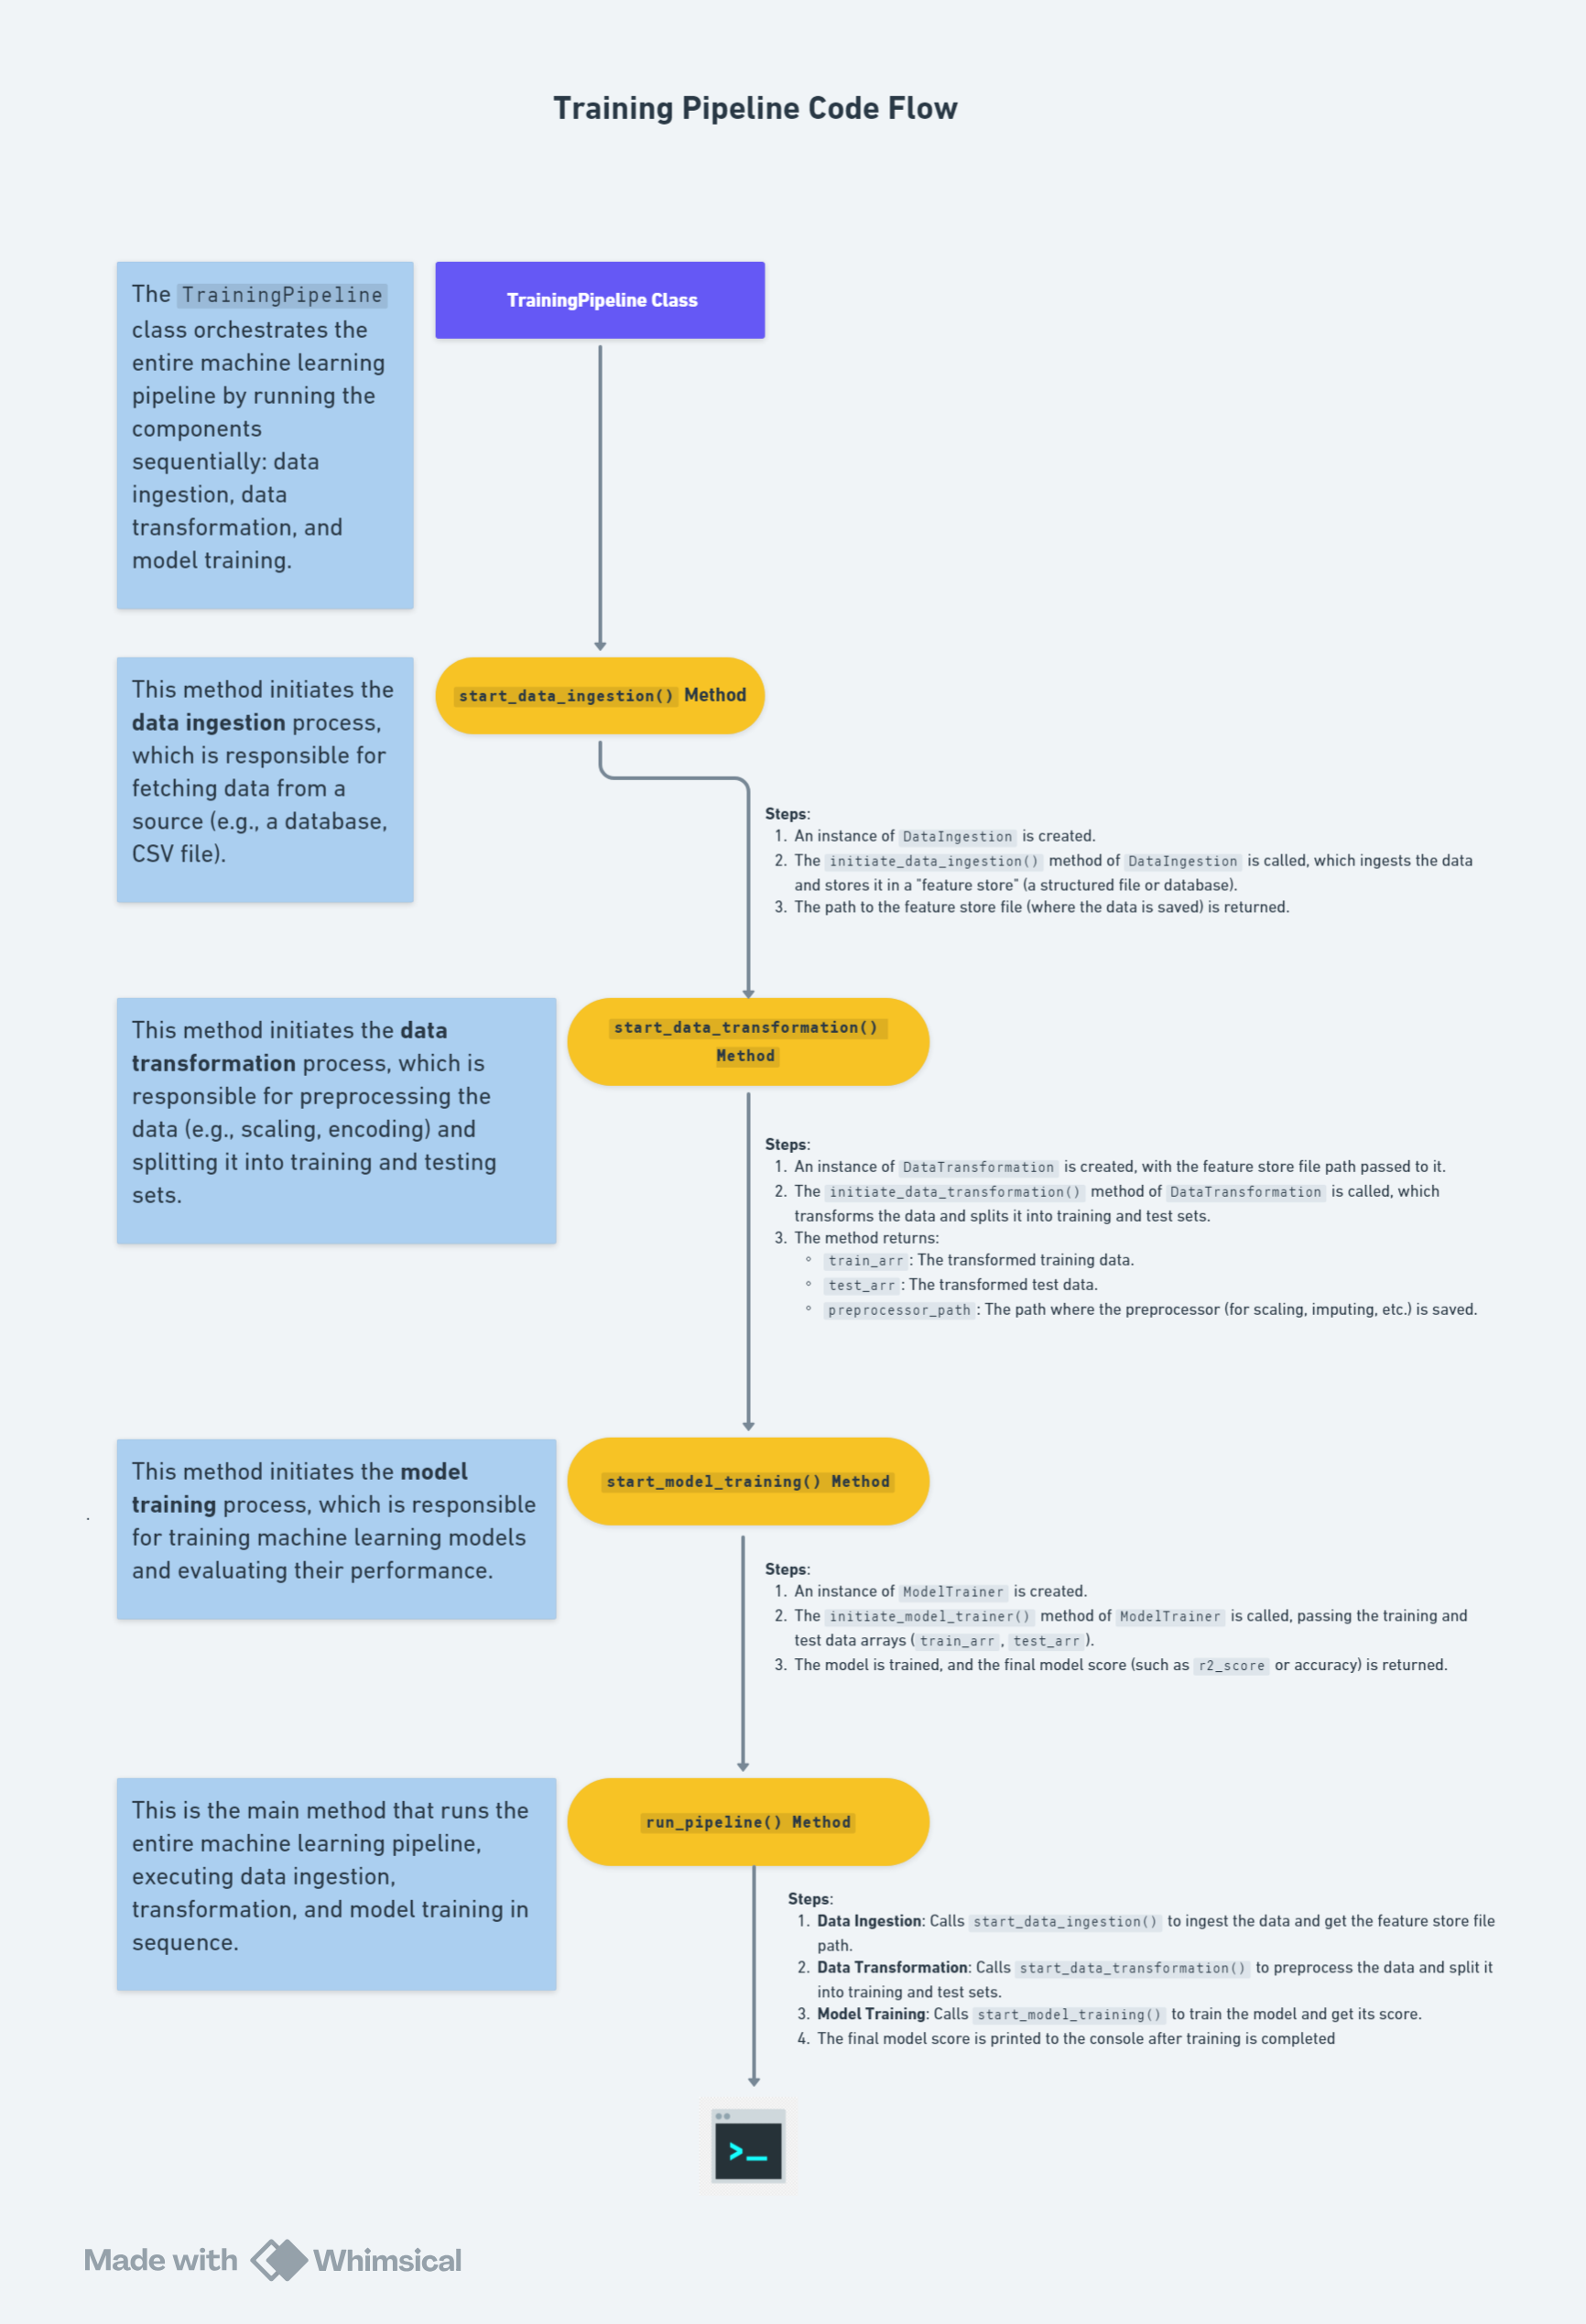 Training Pipeline Code Flow
The TrainingPipeline
class orchestrates the
entire machine learning
pipeline by running the
components
sequentially: data
ingestion, data
transformation, and
model training.
TrainingPipeline Class
This method initiates the
data ingestion process,
which is responsible for
fetching data from a
source (e.g., a database,
CSV file).
start_data_ingestion() Method
Steps:
1. An instance of DataIngestion is created.
2. The initiate_data_ingestion() method of DataIngestion is called, which ingests the data
and stores it in a "feature store" (a structured file or database).
3. The path to the feature store file (where the data is saved) is returned.
This method initiates the data
transformation process, which is
responsible for preprocessing the
data (e.g., scaling, encoding) and
splitting it into training and testing
sets.
start_data_transformation()
Method
Steps:
1. An instance of DataTransformation is created, with the feature store file path passed to it.
2. The initiate_data_transformation() method of DataTransformation is called, which
transforms the data and splits it into training and test sets.
3. The method returns:
◦ train_arr: The transformed training data.
◦ test_arr: The transformed test data.
◦ preprocessor_path: The path where the preprocessor (for scaling, imputing, etc.) is saved.
This method initiates the model
training process, which is responsible
for training machine learning models
and evaluating their performance.
.
start_model_training() Method
Steps:
1. An instance of ModelTrainer is created.
2. The initiate_model_trainer() method of ModelTrainer is called, passing the training and
test data arrays (train_arr, test_arr).
3. The model is trained, and the final model score (such as r2_score or accuracy) is returned.
This is the main method that runs the
entire machine learning pipeline,
executing data ingestion,
transformation, and model training in
sequence.
run_pipeline() Method
Steps:
1. Data Ingestion: Calls start_data_ingestion() to ingest the data and get the feature store file
path.
2. Data Transformation: Calls start_data_transformation() to preprocess the data and split it
into training and test sets.
3. Model Training: Calls start_model_training() to train the model and get its score.
4. The final model score is printed to the console after training is completed
>_
Made with Whimsical